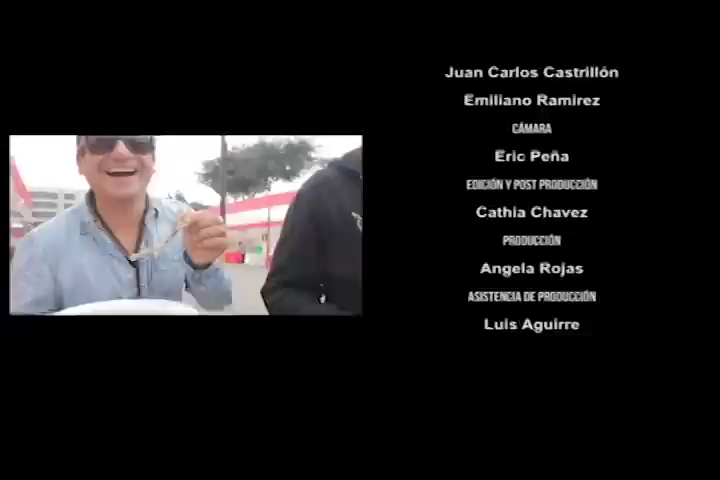 Juan Carlos Castrillón
Emiliano Ramirez
CÁMARA
Eric Peña
EDICIÓN Y POST PRODUCCIÓN
Cathia Chavez
PRODUCCIÓN
Angela Rojas
ASISTENCIA DE PRODUCCIÓN
Luis Aguirre